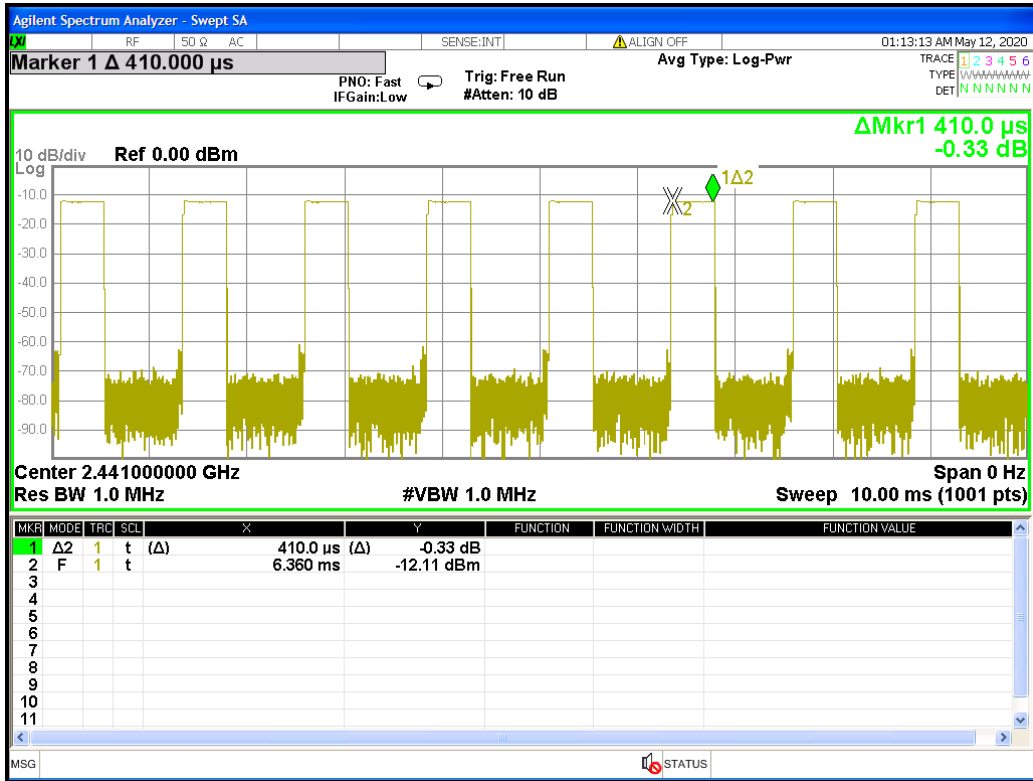 Agilent Spectrum Analyzer - Swept SA
LXI RF 50 Ω AC SENSE:INT ALIGN OFF 01:13:13 AM May 12, 2020
Marker 1 Δ 410.000 µs
PNO: Fast
IFGain:Low
Trig: Free Run
#Atten: 10 dB
Avg Type: Log-Pwr
TRACE 1 2 3 4 5 6
TYPE WWWWWW
DET N N N N N N
ΔMkr1 410.0 µs
-0.33 dB
10 dB/div Ref 0.00 dBm
Log
1Δ2
2
-10.0
-20.0
-30.0
-40.0
-50.0
-60.0
-70.0
-80.0
-90.0
Center 2.441000000 GHz Span 0 Hz
Res BW 1.0 MHz #VBW 1.0 MHz Sweep 10.00 ms (1001 pts)
MKR MODE TRC SCL X Y FUNCTION FUNCTION WIDTH FUNCTION VALUE
1 Δ2 1 t (Δ) 410.0 µs (Δ) -0.33 dB
2 F 1 t 6.360 ms -12.11 dBm
3
4
5
6
7
8
9
10
11
MSG STATUS